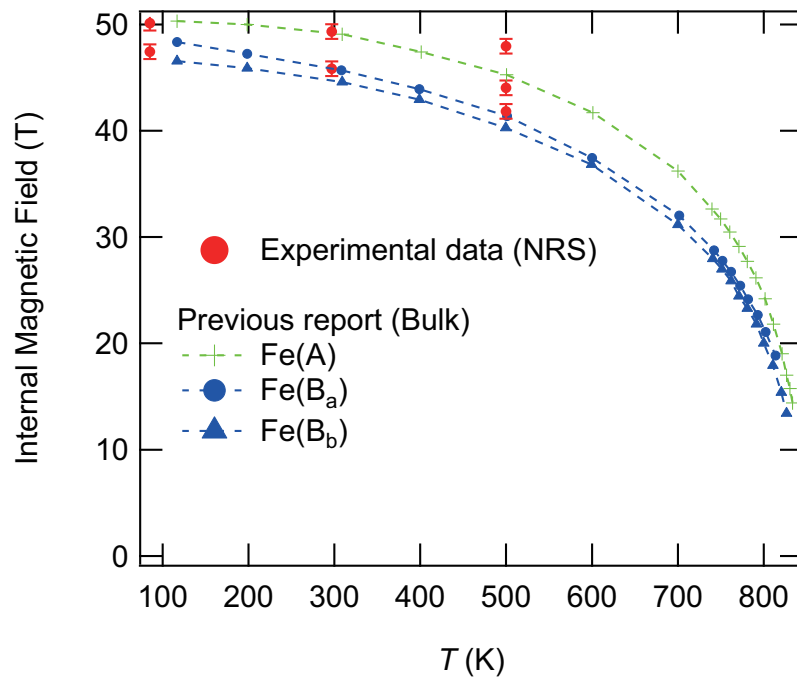 50
40
30
20
10
0
Internal Magnetic Field (T)
Experimental data (NRS)
Previous report (Bulk)
Fe(A)
Fe(Ba)
Fe(Bb)
100 200 300 400 500 600 700 800
T (K)